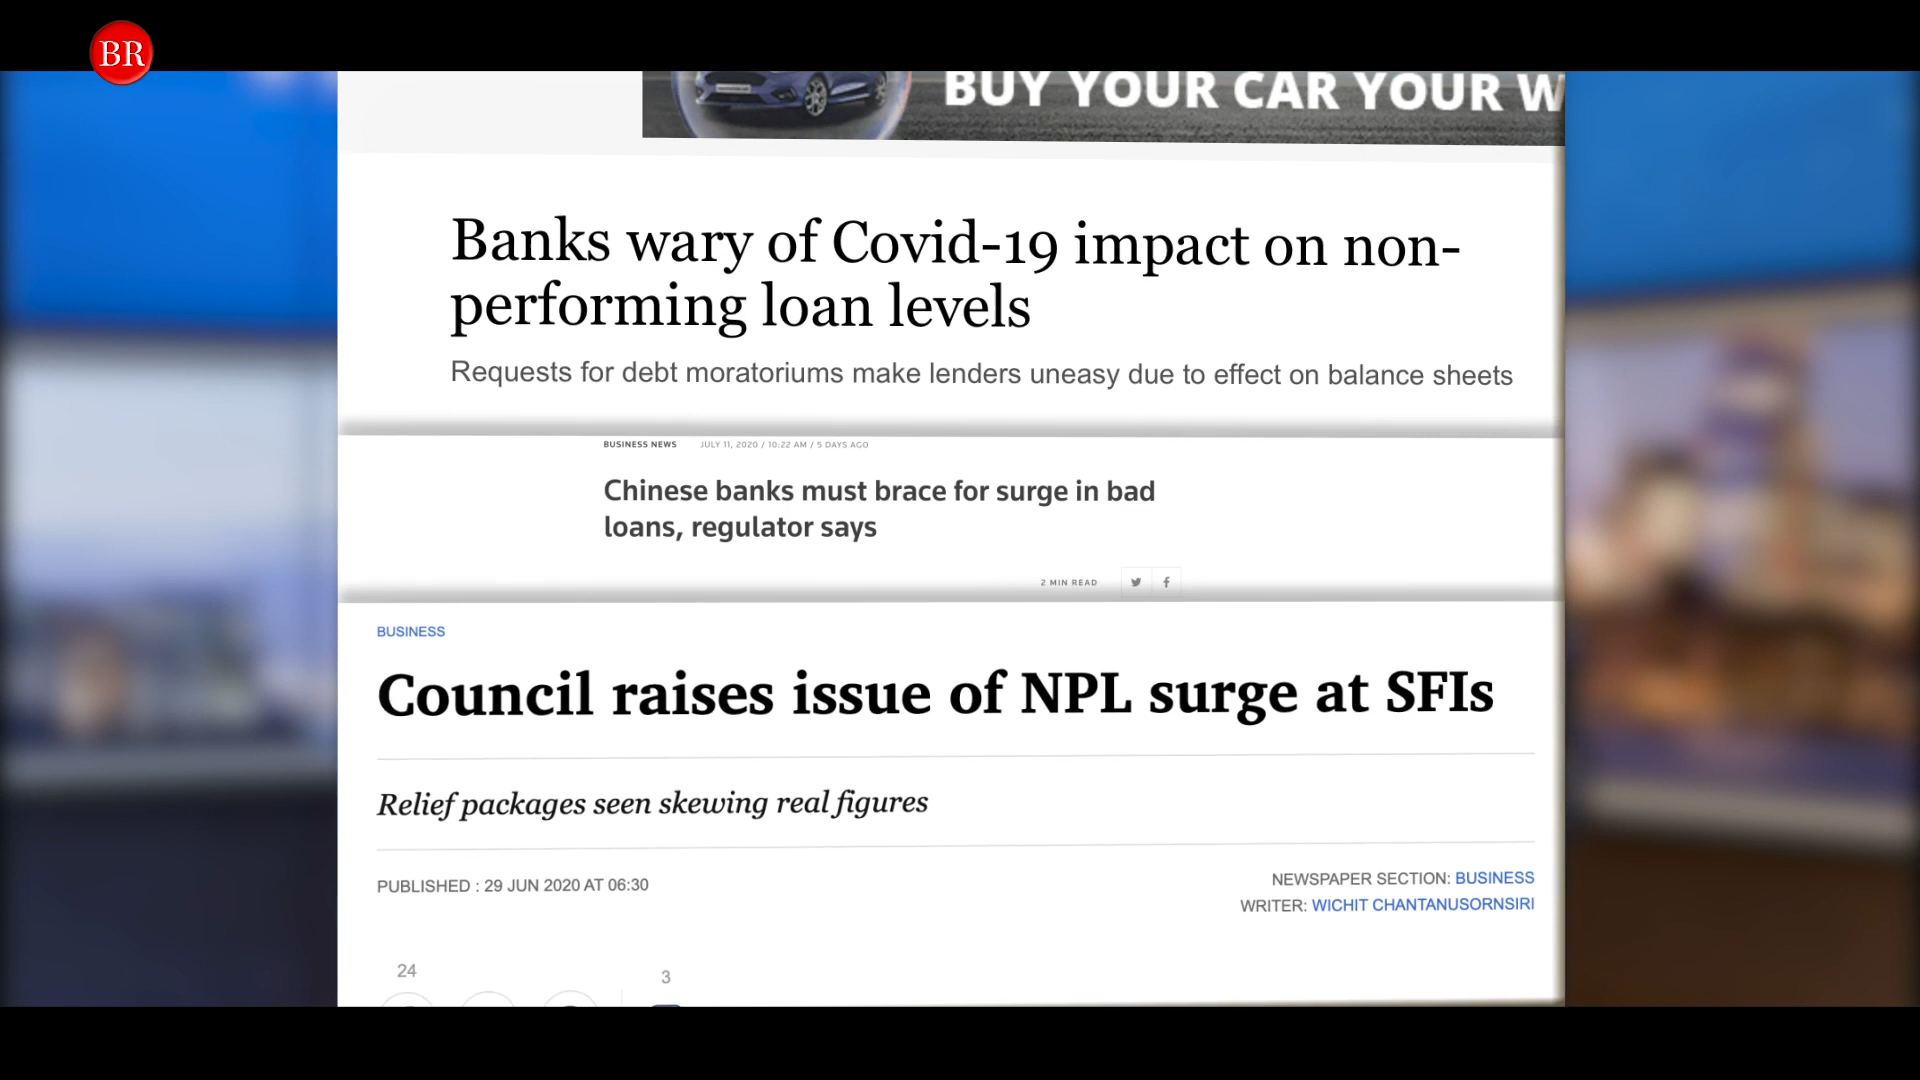 BR
BUY YOUR CAR YOUR W
Banks wary of Covid-19 impact on non-
performing loan levels
Requests for debt moratoriums make lenders uneasy due to effect on balance sheets
BUSINESS NEWS JULY 11, 2020 / 10:22 AM / 5 DAYS AGO
Chinese banks must brace for surge in bad
loans, regulator says
2 MIN READ
BUSINESS
Council raises issue of NPL surge at SFIs
Relief packages seen skewing real figures
PUBLISHED : 29 JUN 2020 AT 06:30
NEWSPAPER SECTION: BUSINESS
WRITER: WICHIT CHANTANUSORNSIRI
24
3